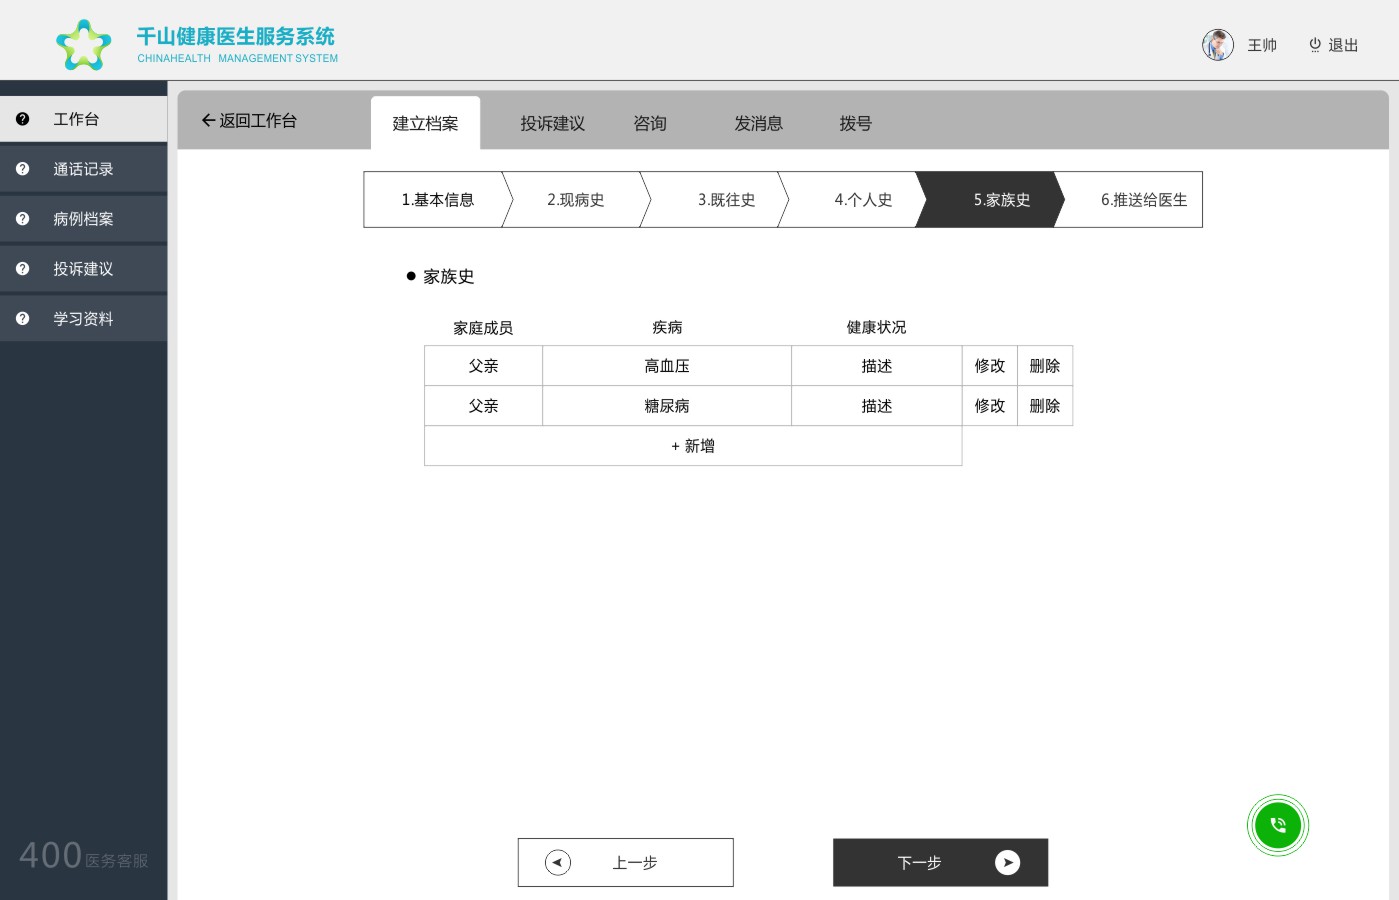 千山健康医生服务系统
CHINAHEALTH MANAGEMENT SYSTEM
王帅
退出
工作台
通话记录
病例档案
投诉建议
学习资料
400医务客服
返回工作台
建立档案
投诉建议
咨询
发消息
拨号
1.基本信息
2.现病史
3.既往史
4.个人史
5.家族史
6.推送给医生
家族史
家庭成员 疾病 健康状况
父亲 高血压 描述 修改 删除
父亲 糖尿病 描述 修改 删除
+ 新增
上一步
下一步